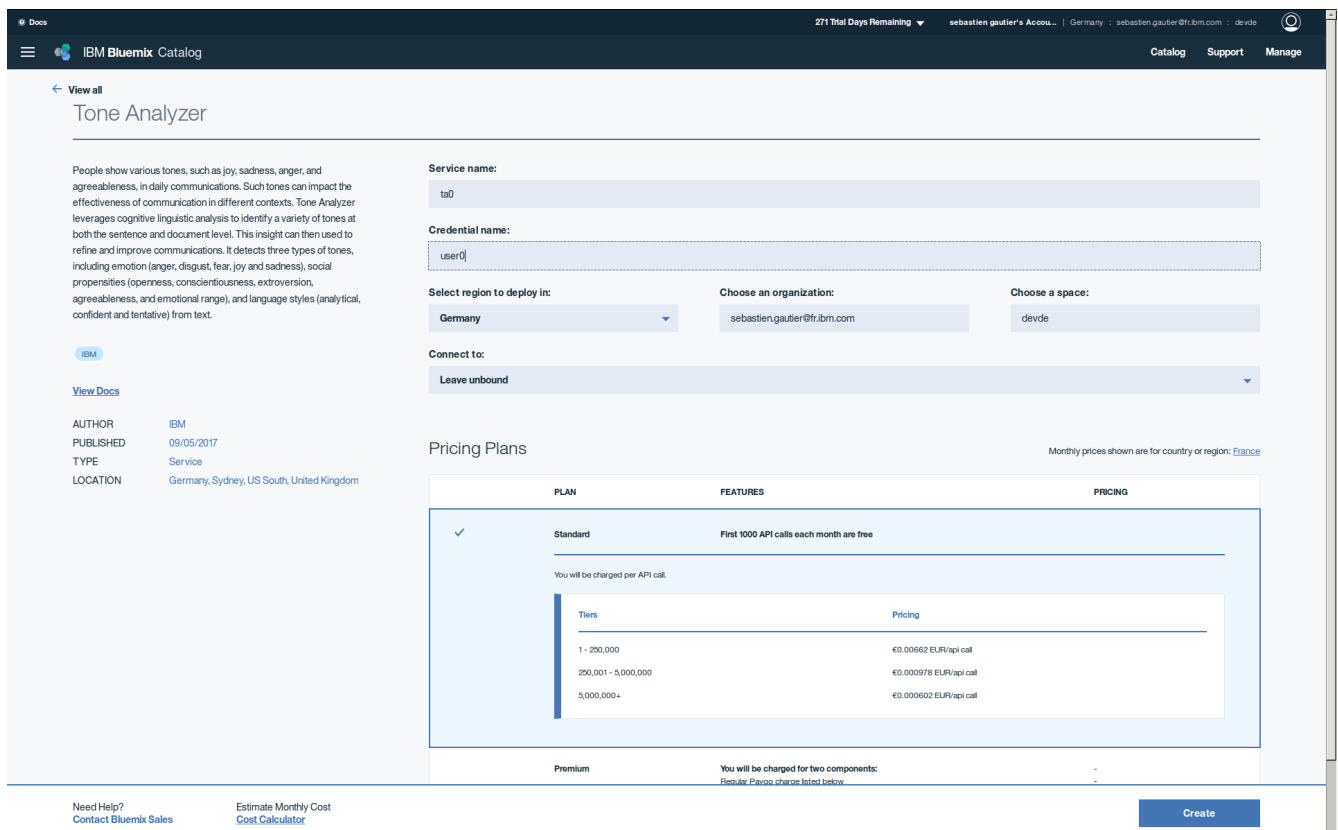 Docs
271 Trial Days Remaining
sebastien gautier's Accou... | Germany : sebastien.gautier@fr.ibm.com : devde
IBM Bluemix Catalog
Catalog Support Manage
View all
Tone Analyzer
People show various tones, such as joy, sadness, anger, and
agreeableness, in daily communications. Such tones can impact the
effectiveness of communication in different contexts. Tone Analyzer
leverages cognitive linguistic analysis to identify a variety of tones at
both the sentence and document level. This insight can then used to
refine and improve communications. It detects three types of tones,
including emotion (anger, disgust, fear, joy and sadness), social
propensities (openness, conscientiousness, extroversion,
agreeableness, and emotional range), and language styles (analytical,
confident and tentative) from text.
IBM
View Docs
AUTHOR IBM
PUBLISHED 09/05/2017
TYPE Service
LOCATION Germany, Sydney, US South, United Kingdom
Service name:
ta0
Credential name:
user0
Select region to deploy in: Choose an organization: Choose a space:
Germany sebastien.gautier@fr.ibm.com devde
Connect to:
Leave unbound
Pricing Plans
Monthly prices shown are for country or region: France
PLAN FEATURES PRICING
Standard First 1000 API calls each month are free
You will be charged per API call.
Tiers Pricing
1 - 250,000 €0.00662 EUR/api call
250,001 - 5,000,000 €0.000978 EUR/api call
5,000,000+ €0.000602 EUR/api call
Premium You will be charged for two components: -
Regular Paygo charge listed below -
Need Help? Estimate Monthly Cost
Contact Bluemix Sales Cost Calculator
Create